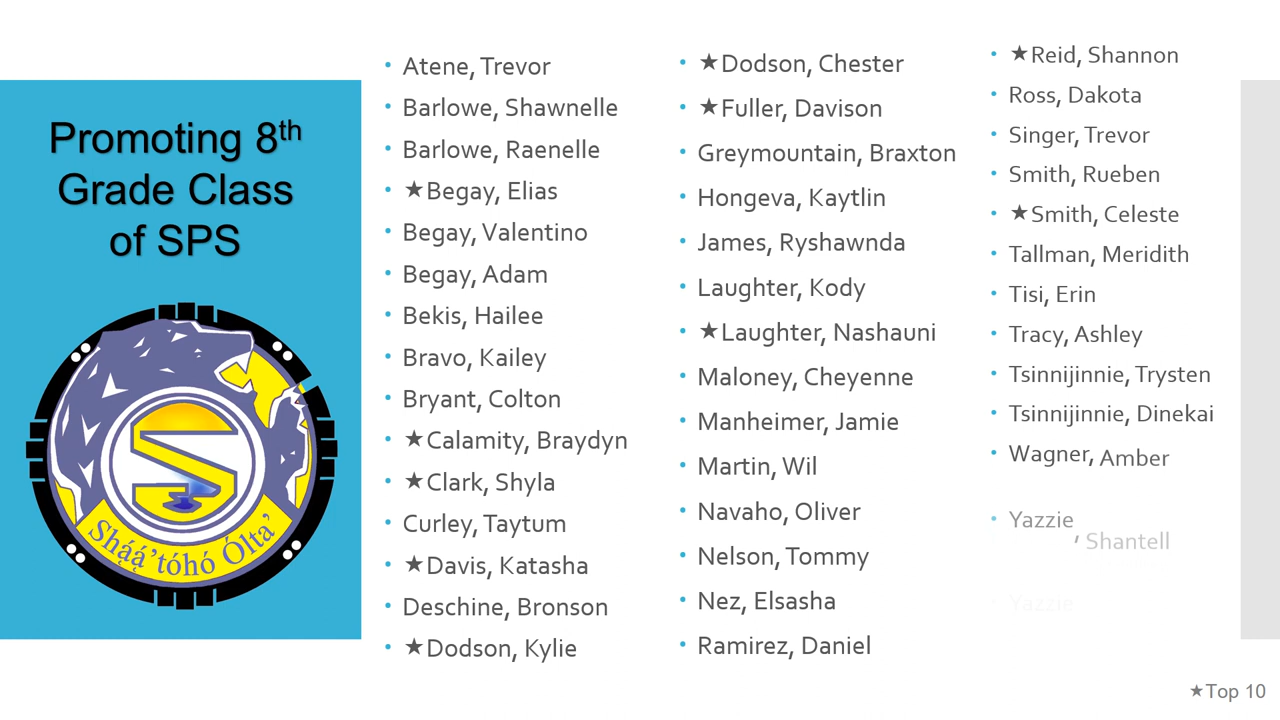 Promoting 8th
Grade Class
of SPS
Sháá'tóhó Ólta'
• Atene, Trevor
• Barlowe, Shawnelle
• Barlowe, Raenelle
• ★Begay, Elias
• Begay, Valentino
• Begay, Adam
• Bekis, Hailee
• Bravo, Kailey
• Bryant, Colton
• ★Calamity, Braydyn
• ★Clark, Shyla
• Curley, Taytum
• ★Davis, Katasha
• Deschine, Bronson
• ★Dodson, Kylie
• ★Dodson, Chester
• ★Fuller, Davison
• Greymountain, Braxton
• Hongeva, Kaytlin
• James, Ryshawnda
• Laughter, Kody
• ★Laughter, Nashauni
• Maloney, Cheyenne
• Manheimer, Jamie
• Martin, Wil
• Navaho, Oliver
• Nelson, Tommy
• Nez, Elsasha
• Ramirez, Daniel
• ★Reid, Shannon
• Ross, Dakota
• Singer, Trevor
• Smith, Rueben
• ★Smith, Celeste
• Tallman, Meridith
• Tisi, Erin
• Tracy, Ashley
• Tsinnijinnie, Trysten
• Tsinnijinnie, Dinekai
• Wagner, Amber
• Yazzie, Shantell
• Yazzie
★Top 10